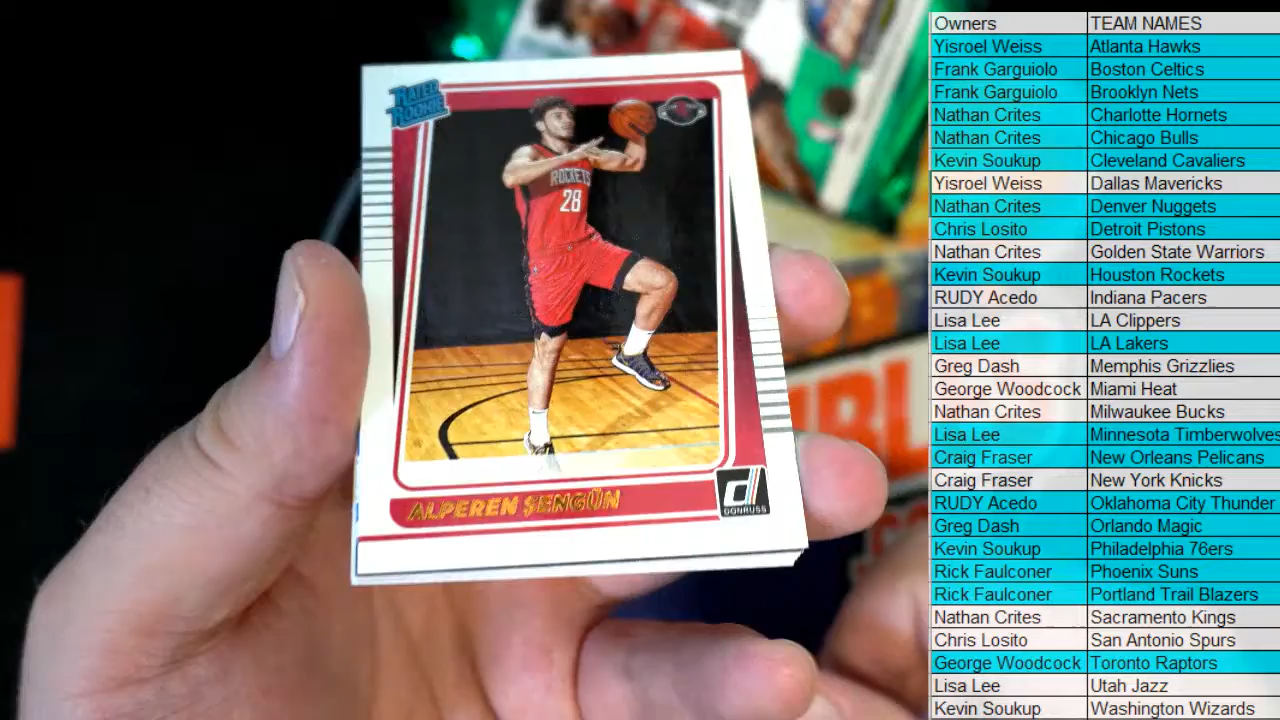 RATED
ROOKIE
ROCKETS
28
ALPEREN ŞENGÜN
DONRUSS
Owners TEAM NAMES
Yisroel Weiss Atlanta Hawks
Frank Garguiolo Boston Celtics
Frank Garguiolo Brooklyn Nets
Nathan Crites Charlotte Hornets
Nathan Crites Chicago Bulls
Kevin Soukup Cleveland Cavaliers
Yisroel Weiss Dallas Mavericks
Nathan Crites Denver Nuggets
Chris Losito Detroit Pistons
Nathan Crites Golden State Warriors
Kevin Soukup Houston Rockets
RUDY Acedo Indiana Pacers
Lisa Lee LA Clippers
Lisa Lee LA Lakers
Greg Dash Memphis Grizzlies
George Woodcock Miami Heat
Nathan Crites Milwaukee Bucks
Lisa Lee Minnesota Timberwolves
Craig Fraser New Orleans Pelicans
Craig Fraser New York Knicks
RUDY Acedo Oklahoma City Thunder
Greg Dash Orlando Magic
Kevin Soukup Philadelphia 76ers
Rick Faulconer Phoenix Suns
Rick Faulconer Portland Trail Blazers
Nathan Crites Sacramento Kings
Chris Losito San Antonio Spurs
George Woodcock Toronto Raptors
Lisa Lee Utah Jazz
Kevin Soukup Washington Wizards